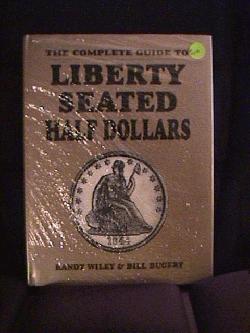 THE COMPLETE GUIDE TO
LIBERTY
SEATED
HALF DOLLARS
RANDY WILEY & BILL BUGERT